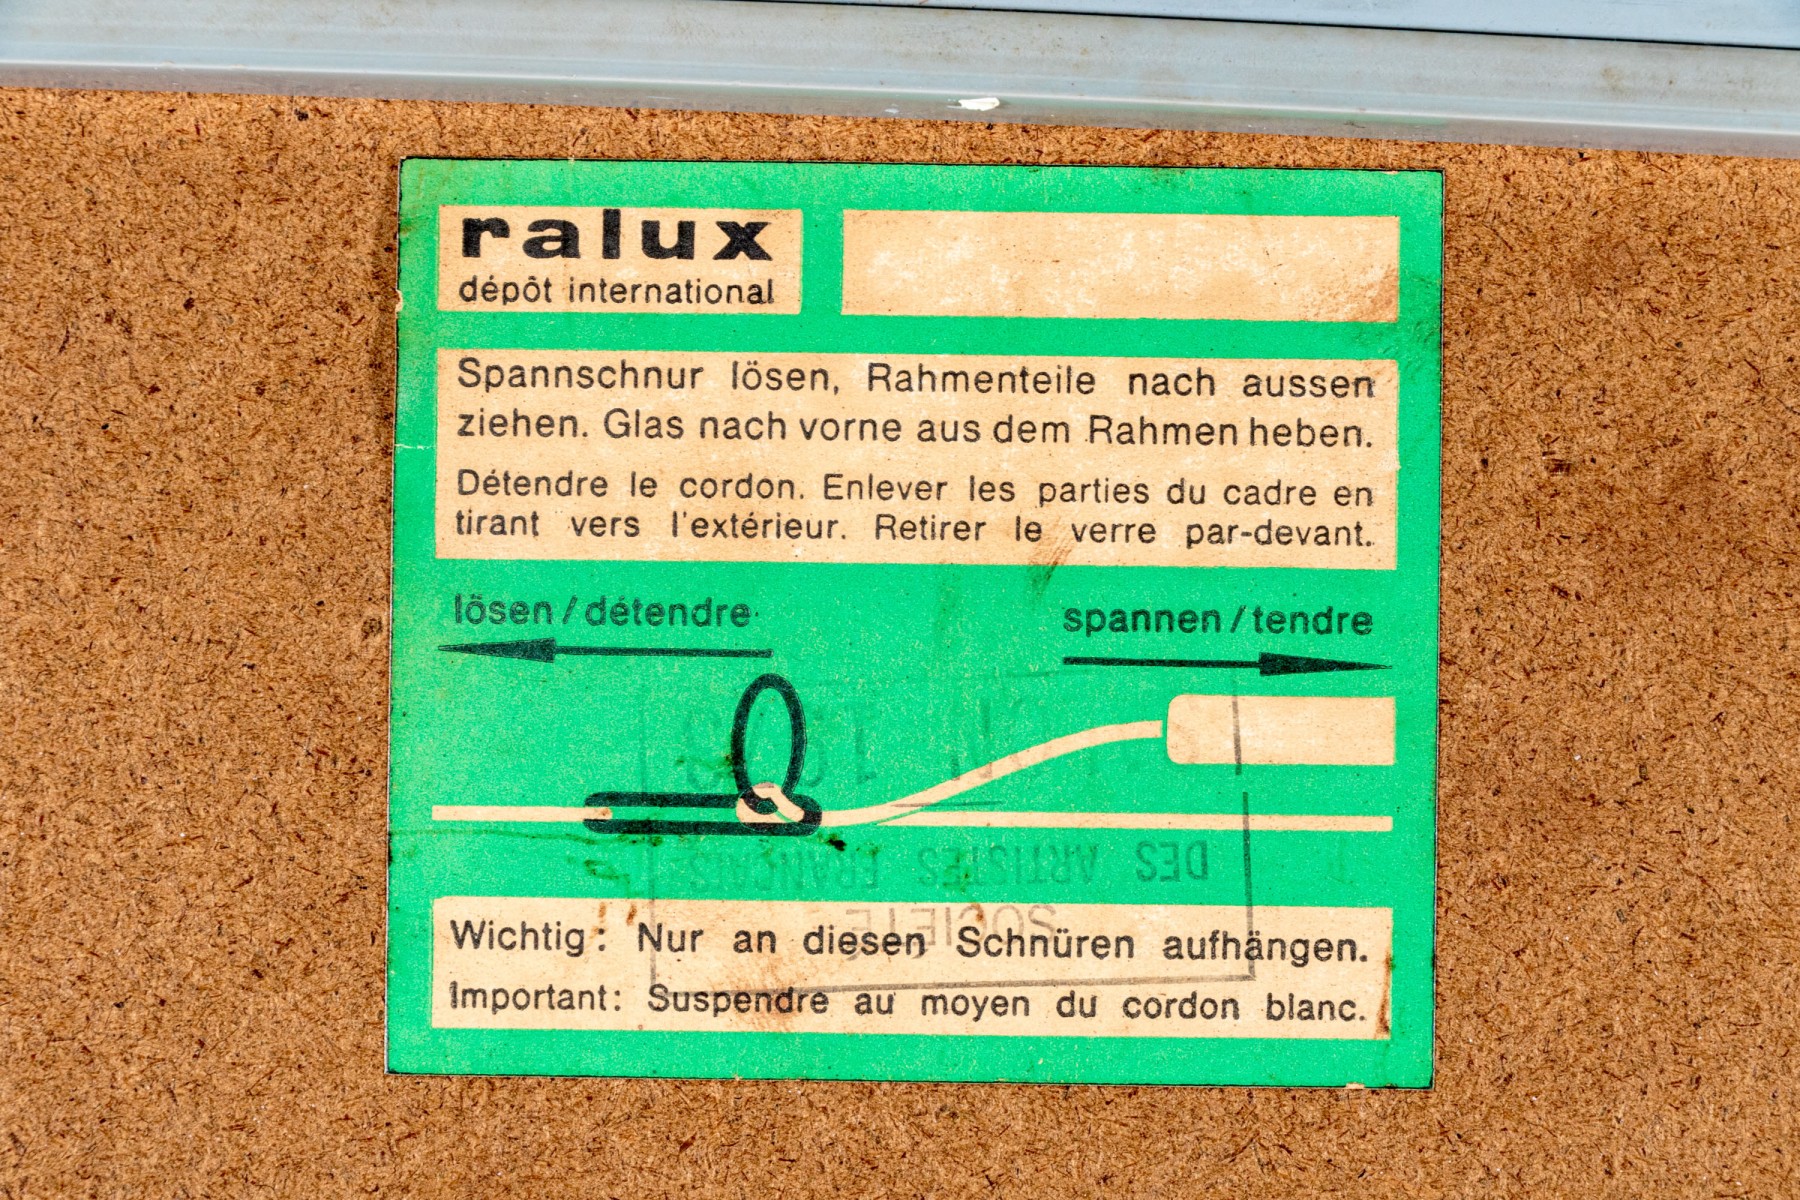 ralux
dépôt international
Spannschnur lösen, Rahmenteile nach aussen
ziehen. Glas nach vorne aus dem Rahmen heben.
Détendre le cordon. Enlever les parties du cadre en
tirant vers l'extérieur. Retirer le verre par-devant.
lösen / détendre
spannen / tendre
Wichtig: Nur an diesen Schnüren aufhängen.
Important: Suspendre au moyen du cordon blanc.
SOCIÉTÉ
DES ARTISTES FRANÇAIS